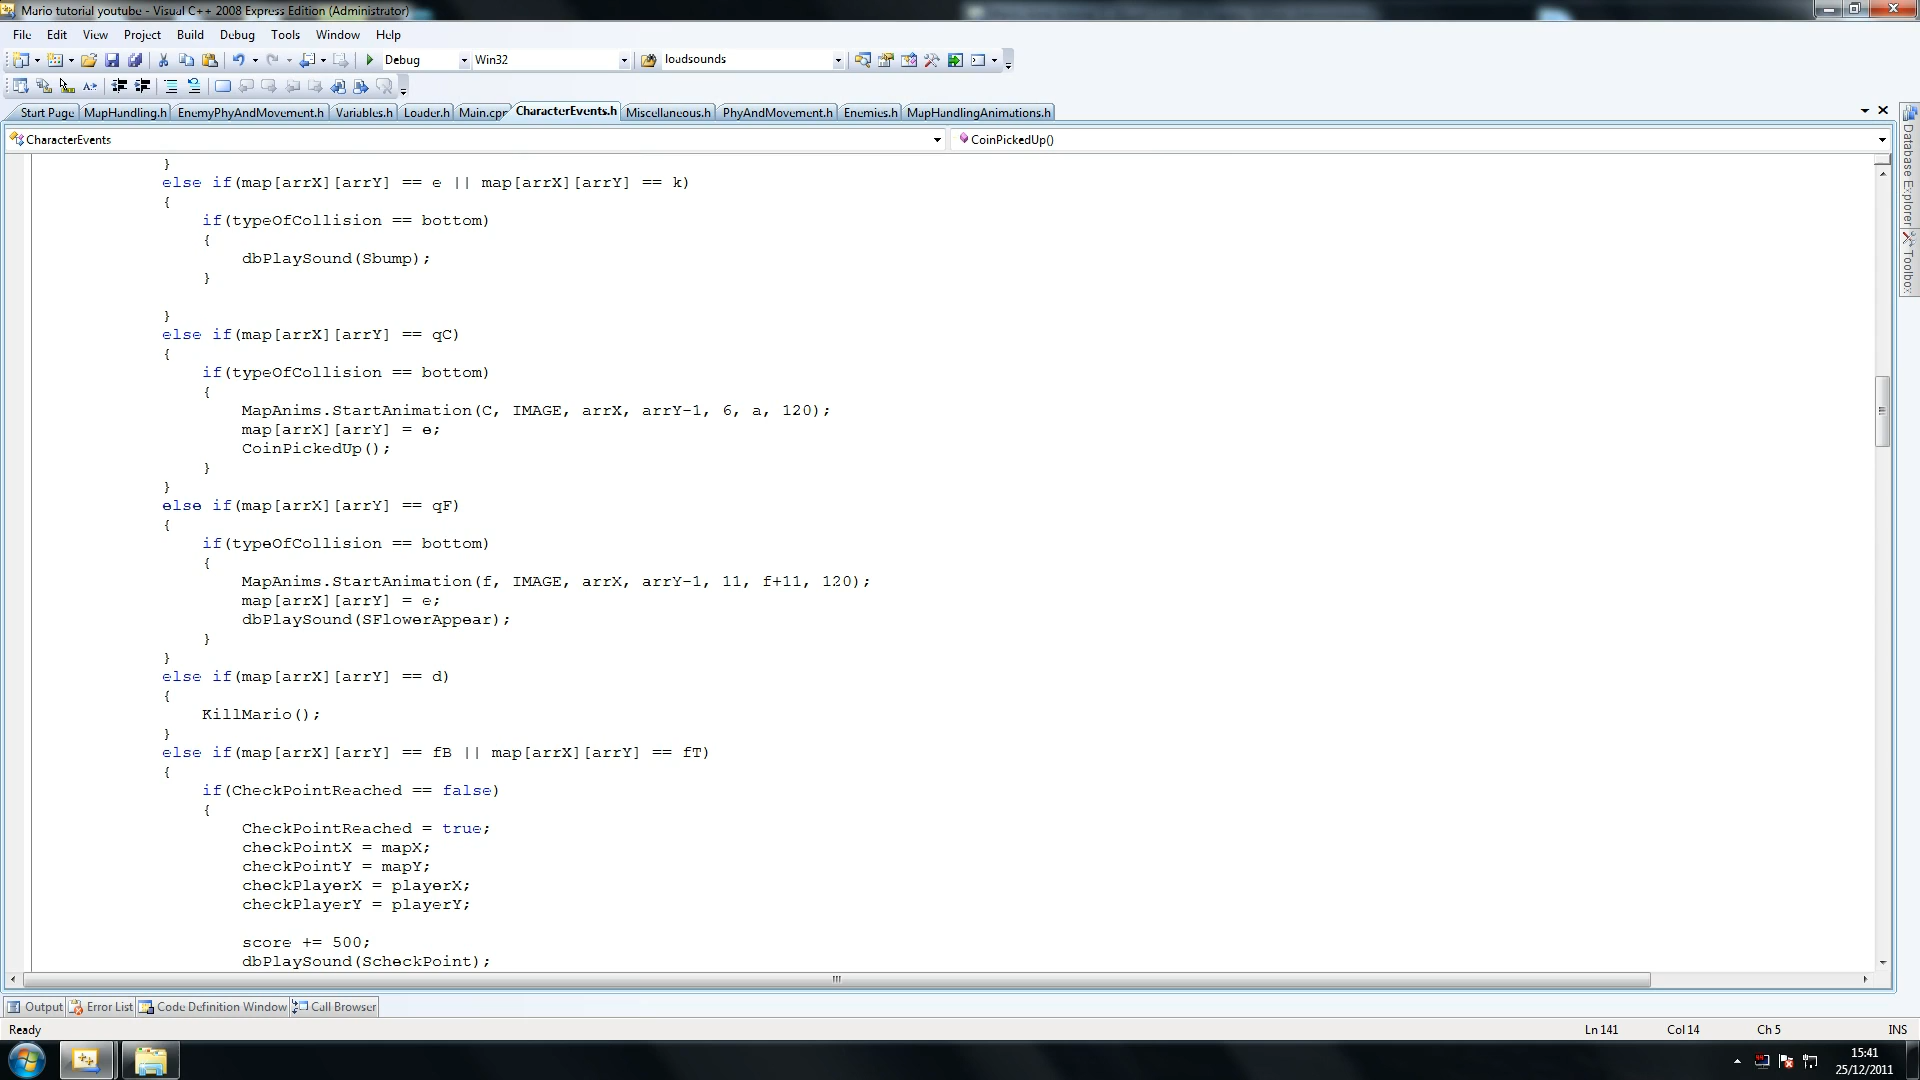 Mario tutorial youtube - Visual C++ 2008 Express Edition (Administrator)
File Edit View Project Build Debug Tools Window Help
Debug Win32 loadsounds
Start Page MapHandling.h EnemyPhyAndMovement.h Variables.h Loader.h Main.cpp CharacterEvents.h Miscellaneous.h PhyAndMovement.h Enemies.h MapHandlingAnimations.h
CharacterEvents CoinPickedUp()
}
else if(map[arrX][arrY] == e || map[arrX][arrY] == k)
{
if(typeOfCollision == bottom)
{
dbPlaySound(Sbump);
}
}
else if(map[arrX][arrY] == qC)
{
if(typeOfCollision == bottom)
{
MapAnims.StartAnimation(C, IMAGE, arrX, arrY-1, 6, a, 120);
map[arrX][arrY] = e;
CoinPickedUp();
}
}
else if(map[arrX][arrY] == qF)
{
if(typeOfCollision == bottom)
{
MapAnims.StartAnimation(f, IMAGE, arrX, arrY-1, 11, f+11, 120);
map[arrX][arrY] = e;
dbPlaySound(SFlowerAppear);
}
}
else if(map[arrX][arrY] == d)
{
KillMario();
}
else if(map[arrX][arrY] == fB || map[arrX][arrY] == fT)
{
if(CheckPointReached == false)
{
CheckPointReached = true;
checkPointX = mapX;
checkPointY = mapY;
checkPlayerX = playerX;
checkPlayerY = playerY;
score += 500;
dbPlaySound(ScheckPoint);
Database Explorer
Toolbox
Output Error List Code Definition Window Call Browser
Ready Ln 141 Col 14 Ch 5 INS
15:41
25/12/2011